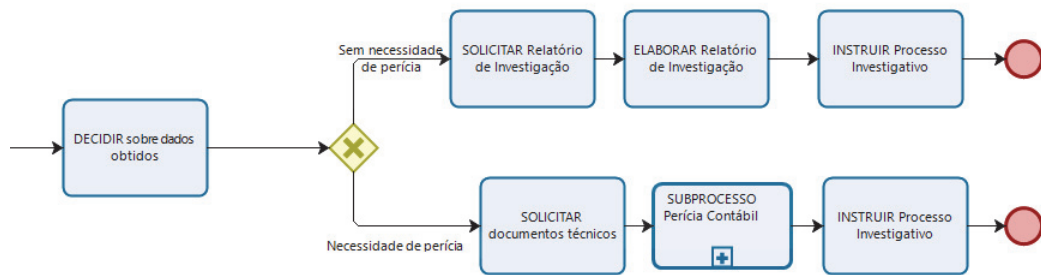 Sem necessidade
de perícia
SOLICITAR Relatório
de Investigação
ELABORAR Relatório
de Investigação
INSTRUIR Processo
Investigativo
DECIDIR sobre dados
obtidos
Necessidade de perícia
SOLICITAR
documentos técnicos
SUBPROCESSO
Perícia Contábil
INSTRUIR Processo
Investigativo